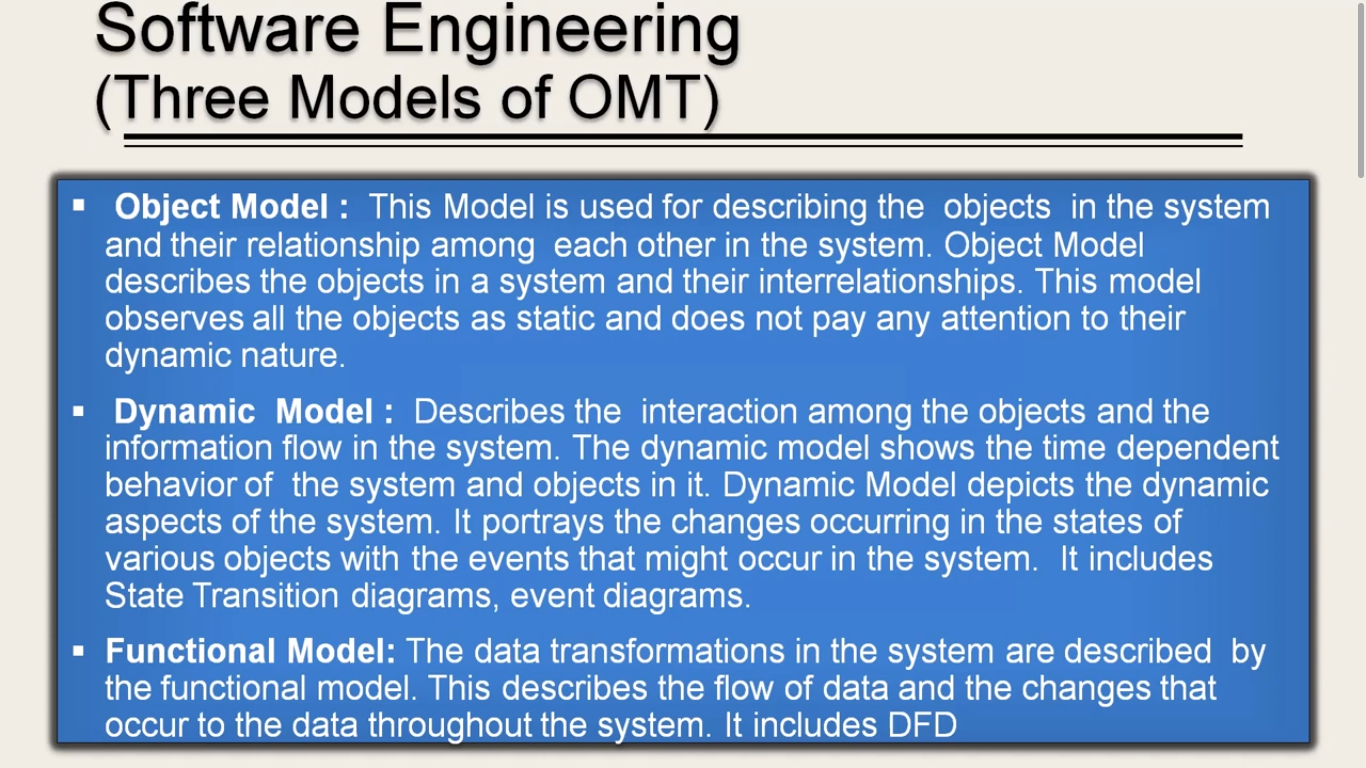 Software Engineering
(Three Models of OMT)
▪ Object Model : This Model is used for describing the objects in the system
and their relationship among each other in the system. Object Model
describes the objects in a system and their interrelationships. This model
observes all the objects as static and does not pay any attention to their
dynamic nature.
▪ Dynamic Model : Describes the interaction among the objects and the
information flow in the system. The dynamic model shows the time dependent
behavior of the system and objects in it. Dynamic Model depicts the dynamic
aspects of the system. It portrays the changes occurring in the states of
various objects with the events that might occur in the system. It includes
State Transition diagrams, event diagrams.
▪ Functional Model: The data transformations in the system are described by
the functional model. This describes the flow of data and the changes that
occur to the data throughout the system. It includes DFD